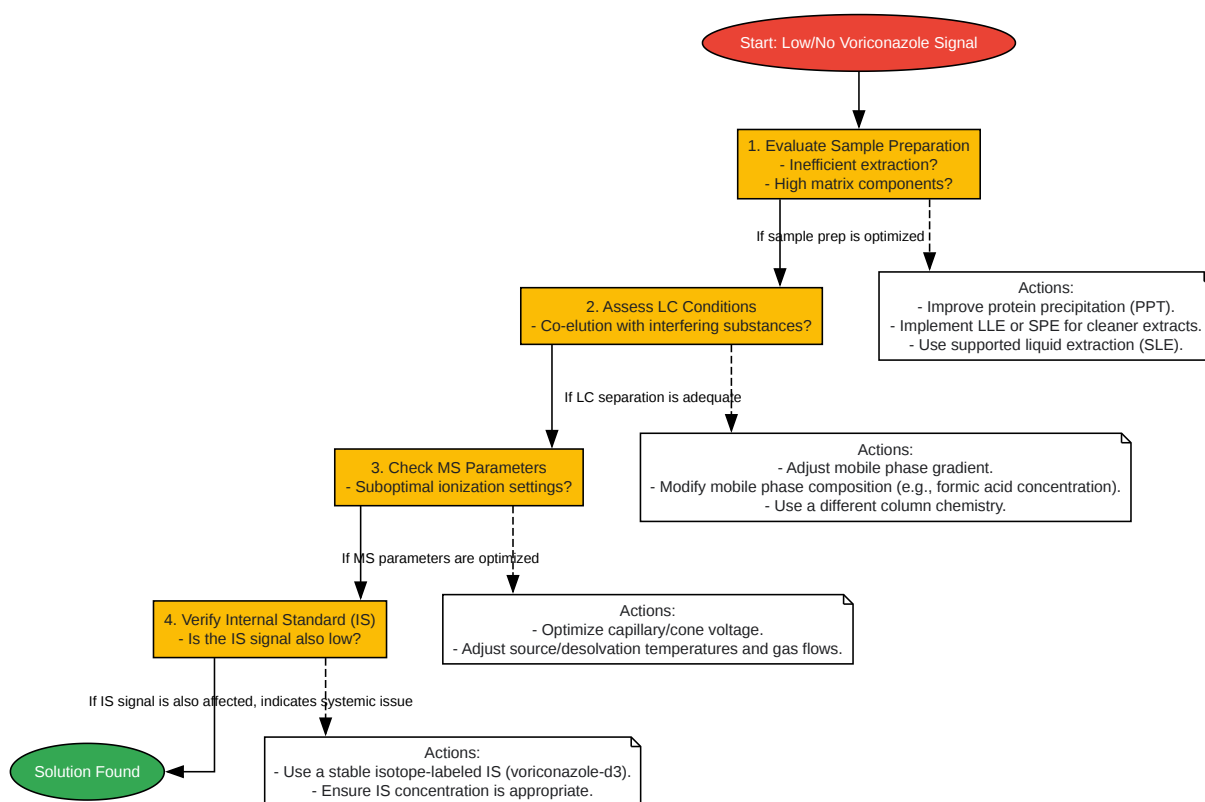 Start: Low/No Voriconazole Signal
1. Evaluate Sample Preparation
- Inefficient extraction?
- High matrix components?
If sample prep is optimized
Actions:
- Improve protein precipitation (PPT).
- Implement LLE or SPE for cleaner extracts.
- Use supported liquid extraction (SLE).
2. Assess LC Conditions
- Co-elution with interfering substances?
If LC separation is adequate
Actions:
- Adjust mobile phase gradient.
- Modify mobile phase composition (e.g., formic acid concentration).
- Use a different column chemistry.
3. Check MS Parameters
- Suboptimal ionization settings?
If MS parameters are optimized
Actions:
- Optimize capillary/cone voltage.
- Adjust source/desolvation temperatures and gas flows.
4. Verify Internal Standard (IS)
- Is the IS signal also low?
If IS signal is also affected, indicates systemic issue
Actions:
- Use a stable isotope-labeled IS (voriconazole-d3).
- Ensure IS concentration is appropriate.
Solution Found